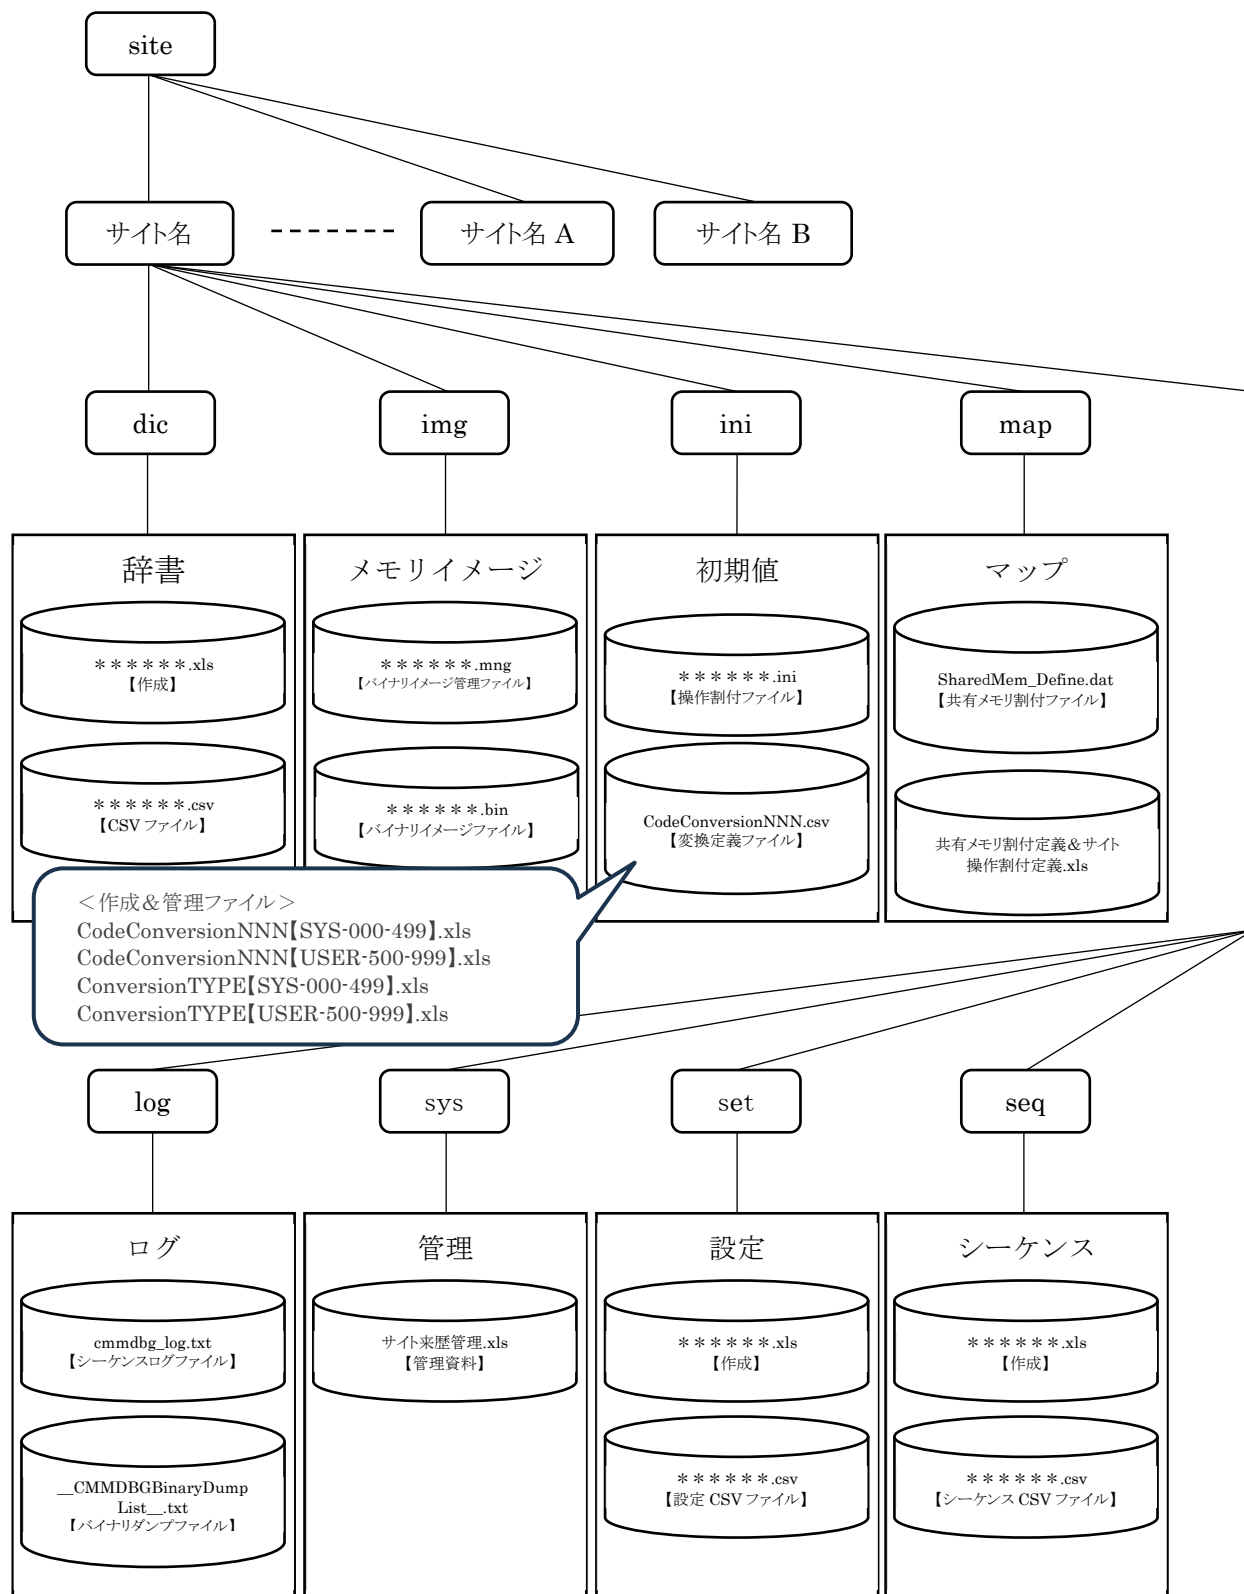 site
サイト名
サイト名 A
サイト名 B
dic
img
ini
map
辞書
******.xls
【作成】
******.csv
【CSV ファイル】
メモリイメージ
******.mng
【バイナリイメージ管理ファイル】
******.bin
【バイナリイメージファイル】
初期値
******.ini
【操作割付ファイル】
CodeConversionNNN.csv
【変換定義ファイル】
マップ
SharedMem_Define.dat
【共有メモリ割付ファイル】
共有メモリ割付定義＆サイト
操作割付定義.xls
＜作成＆管理ファイル＞
CodeConversionNNN【SYS-000-499】.xls
CodeConversionNNN【USER-500-999】.xls
ConversionTYPE【SYS-000-499】.xls
ConversionTYPE【USER-500-999】.xls
log
sys
set
seq
ログ
cmmdbg_log.txt
【シーケンスログファイル】
__CMMDBGBinaryDump
List__.txt
【バイナリダンプファイル】
管理
サイト来歴管理.xls
【管理資料】
設定
******.xls
【作成】
******.csv
【設定 CSV ファイル】
シーケンス
******.xls
【作成】
******.csv
【シーケンス CSV ファイル】